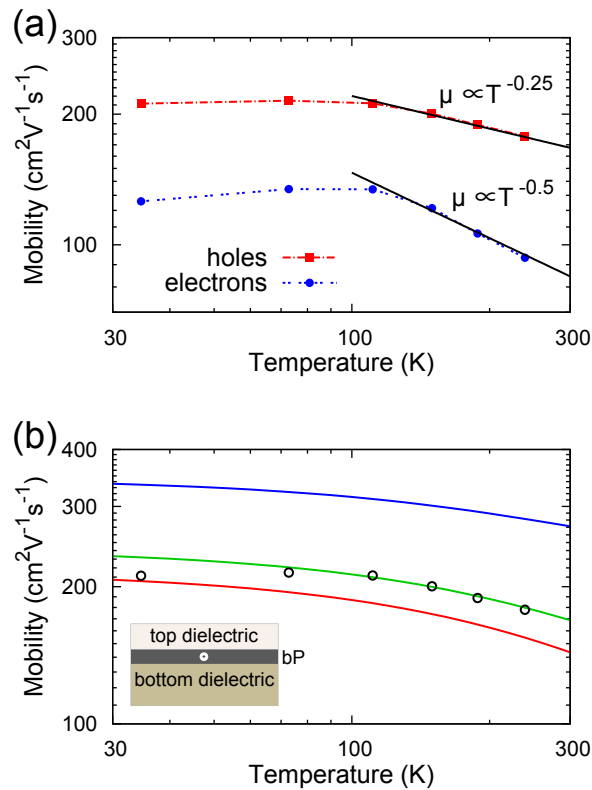 (a)
300
200
100
Mobility (cm²V⁻¹s⁻¹)
μ ∝T⁻⁰·²⁵
μ ∝T⁻⁰·⁵
holes
electrons
30
100
300
Temperature (K)
(b)
400
300
200
100
Mobility (cm²V⁻¹s⁻¹)
top dielectric
bP
bottom dielectric
30
100
300
Temperature (K)